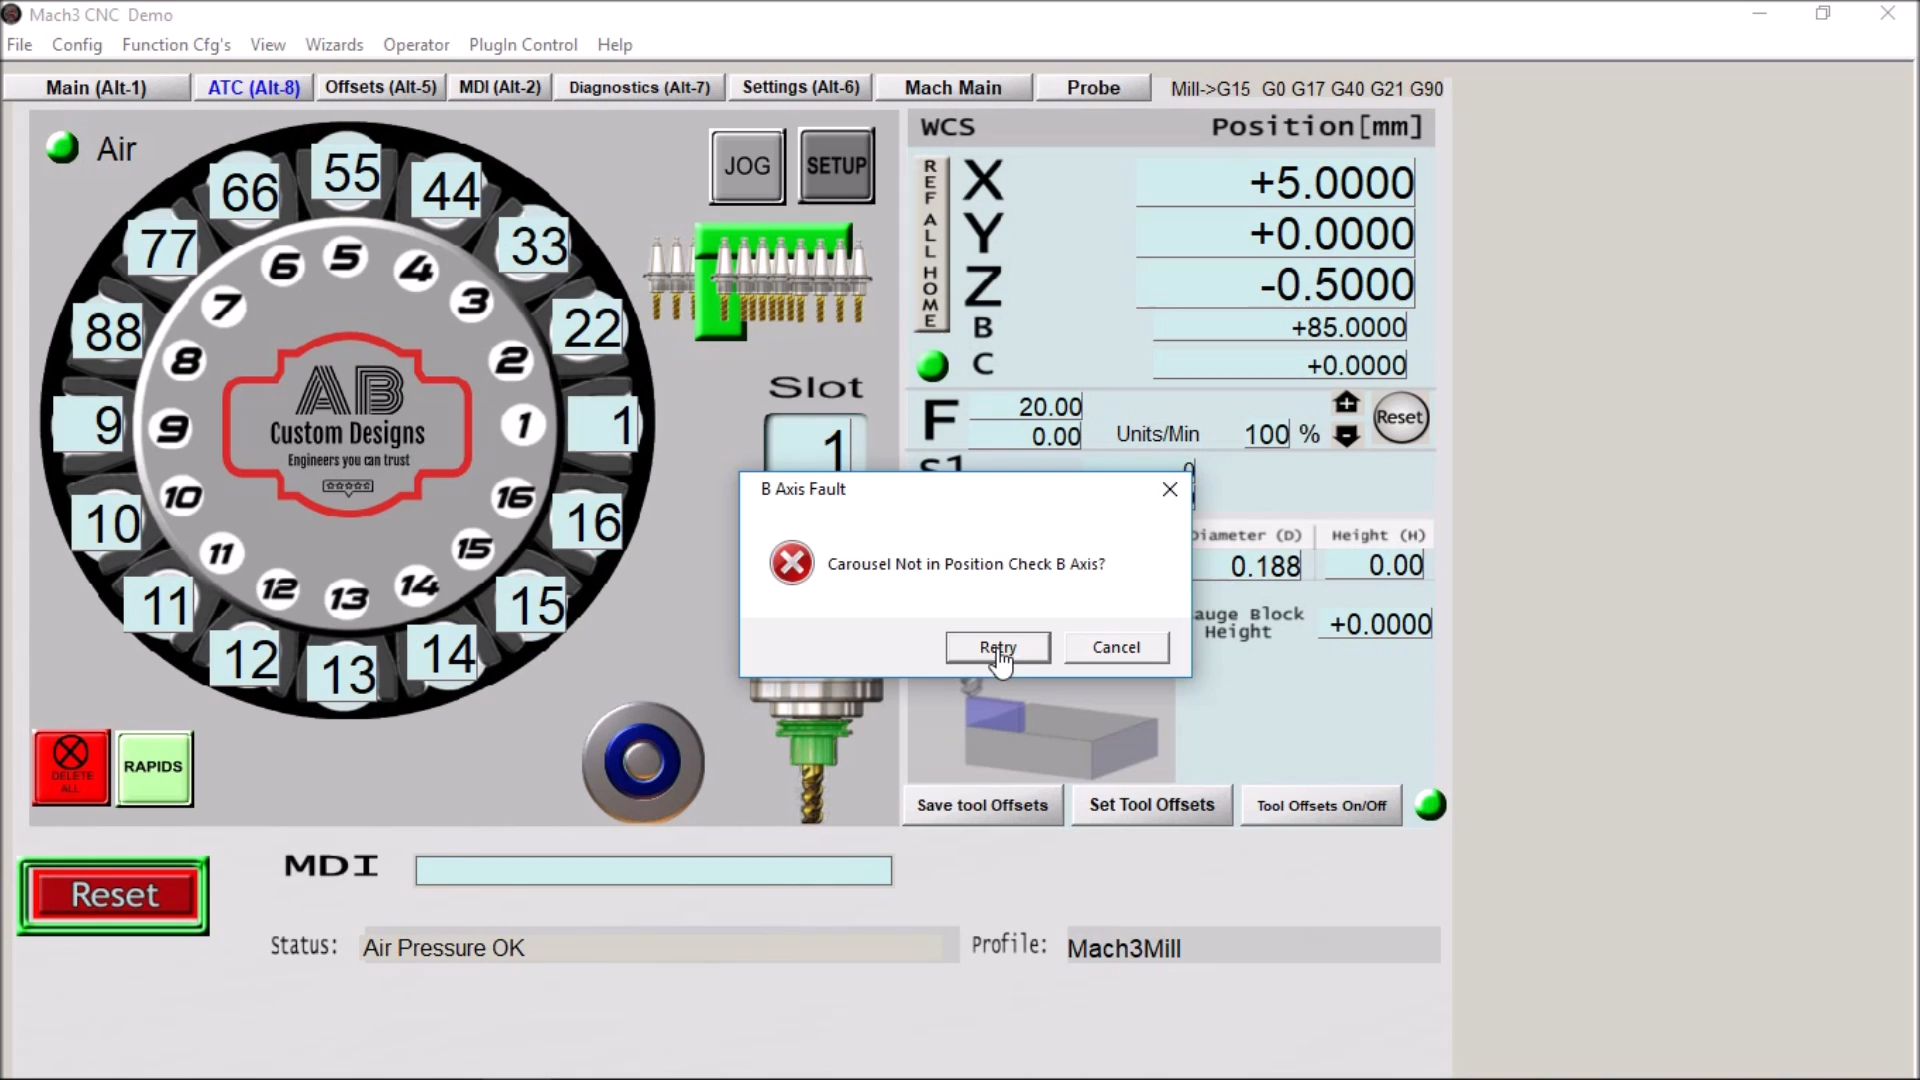 Mach3 CNC Demo
File Config Function Cfg's View Wizards Operator PlugIn Control Help
Main (Alt-1) ATC (Alt-8) Offsets (Alt-5) MDI (Alt-2) Diagnostics (Alt-7) Settings (Alt-6) Mach Main Probe Mill->G15 G0 G17 G40 G21 G90
Air
55
66
44
77
33
88
22
9
1
10
16
11
15
12
14
13
6 5 4
7 3
8 2
9 1
10 16
11 15
12 13 14
AB
Custom Designs
Engineers you can trust
JOG SETUP
Slot
1
DELETE
ALL
RAPIDS
WCS Position[mm]
REF ALL HOME
X +5.0000
Y +0.0000
Z -0.5000
B +85.0000
C +0.0000
F 20.00
0.00 Units/Min 100 % Reset
S1 0
B Axis Fault
Carousel Not in Position Check B Axis?
Retry Cancel
Diameter (D) Height (H)
0.188 0.00
auge Block
Height +0.0000
Save tool Offsets Set Tool Offsets Tool Offsets On/Off
Reset
MDI
Status: Air Pressure OK Profile: Mach3Mill